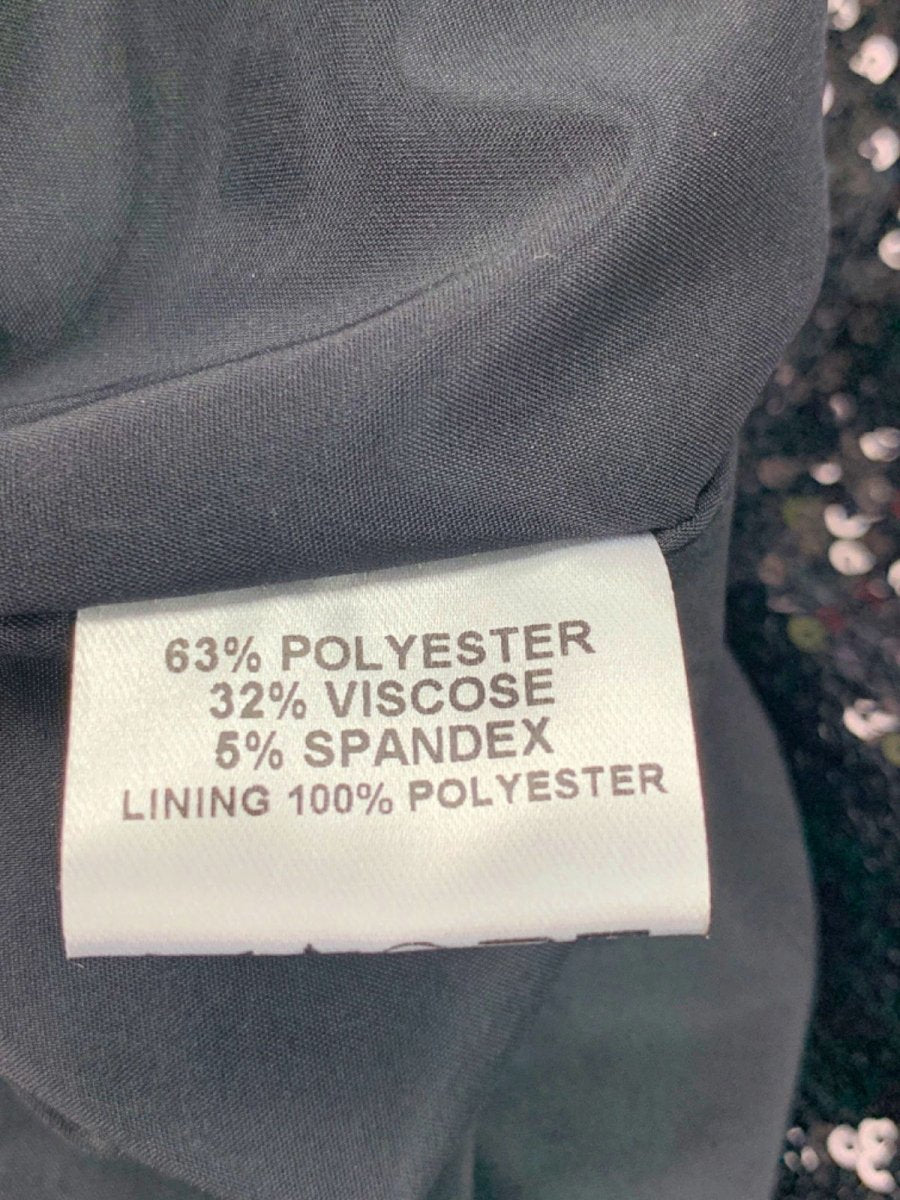 63% POLYESTER
32% VISCOSE
5% SPANDEX
LINING 100% POLYESTER